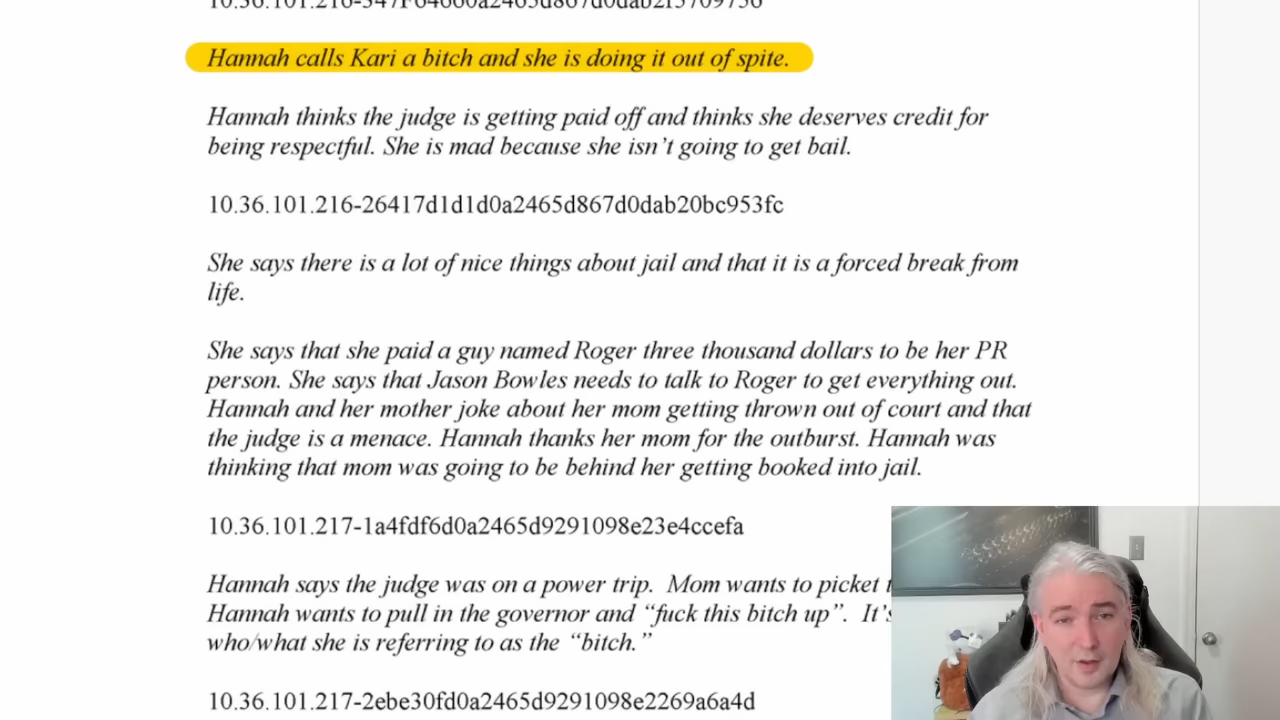 Hannah calls Kari a bitch and she is doing it out of spite.
Hannah thinks the judge is getting paid off and thinks she deserves credit for
being respectful. She is mad because she isn't going to get bail.
10.36.101.216-26417d1d1d0a2465d867d0dab20bc953fc
She says there is a lot of nice things about jail and that it is a forced break from
life.
She says that she paid a guy named Roger three thousand dollars to be her PR
person. She says that Jason Bowles needs to talk to Roger to get everything out.
Hannah and her mother joke about her mom getting thrown out of court and that
the judge is a menace. Hannah thanks her mom for the outburst. Hannah was
thinking that mom was going to be behind her getting booked into jail.
10.36.101.217-1a4fdf6d0a2465d9291098e23e4ccefa
Hannah says the judge was on a power trip. Mom wants to picket
Hannah wants to pull in the governor and “fuck this bitch up”. It's
who/what she is referring to as the “bitch.”
10.36.101.217-2ebe30fd0a2465d9291098e2269a6a4d